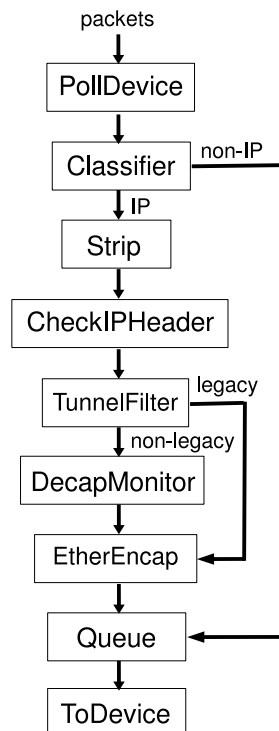 packets
PollDevice
Classifier
non-IP
IP
Strip
CheckIPHeader
TunnelFilter
legacy
non-legacy
DecapMonitor
EtherEncap
Queue
ToDevice